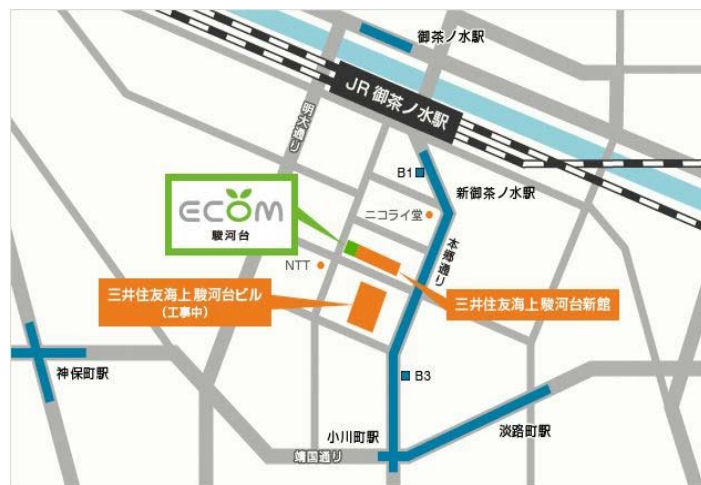 御茶ノ水駅
JR 御茶ノ水駅
明大通り
B1
新御茶ノ水駅
ECOM
駿河台
ニコライ堂
本郷通り
NTT
三井住友海上 駿河台ビル
(工事中)
三井住友海上 駿河台新館
神保町駅
B3
小川町駅
淡路町駅
靖国通り